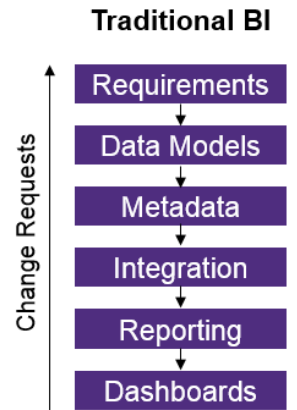 Traditional BI
Change Requests
Requirements
Data Models
Metadata
Integration
Reporting
Dashboards